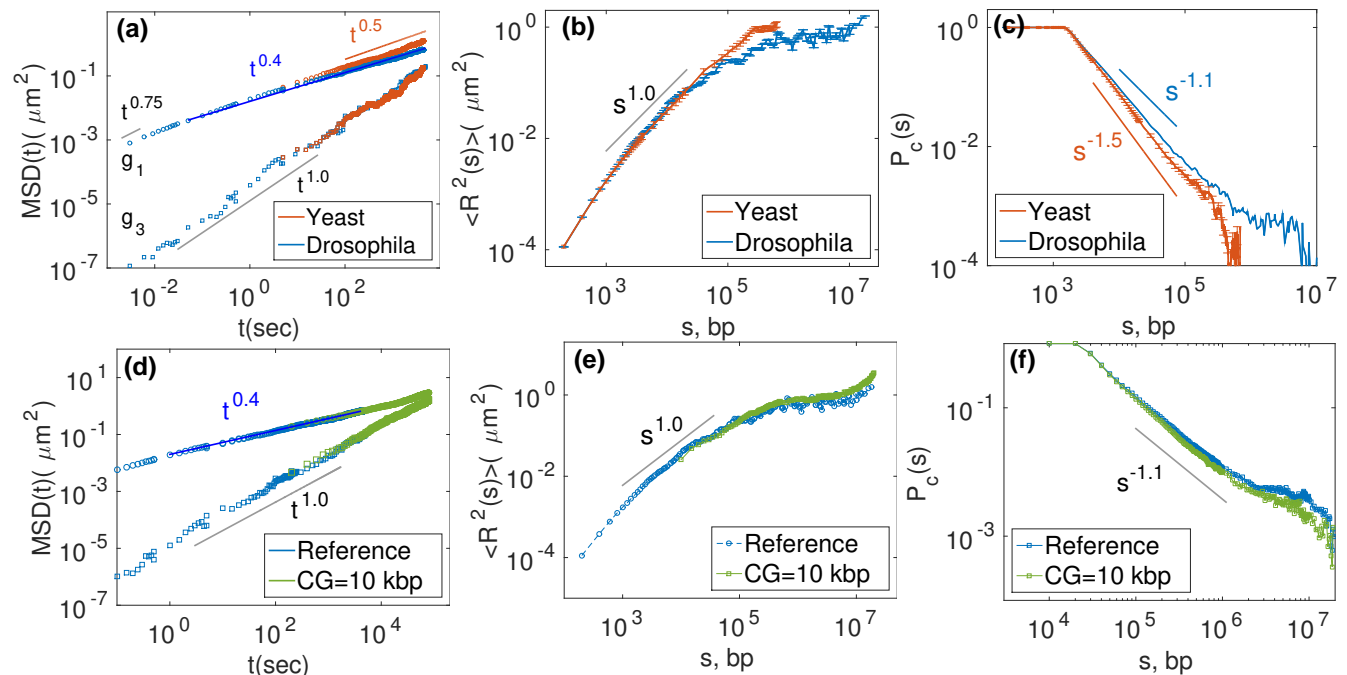 (a)
t^0.5
t^0.4
t^0.75
g_1
g_3
t^1.0
Yeast
Drosophila
MSD(t)( μm^2)
10^-1
10^-3
10^-5
10^-7
10^-2
10^0
10^2
t(sec)
(b)
s^1.0
Yeast
Drosophila
<R^2(s)>( μm^2)
10^0
10^-2
10^-4
10^3
10^5
10^7
s, bp
(c)
s^-1.1
s^-1.5
Yeast
Drosophila
P_c(s)
10^0
10^-2
10^-4
10^3
10^5
10^7
s, bp
(d)
t^0.4
t^1.0
Reference
CG=10 kbp
MSD(t)( μm^2)
10^1
10^-1
10^-3
10^-5
10^-7
10^0
10^2
10^4
t(sec)
(e)
s^1.0
Reference
CG=10 kbp
<R^2(s)>( μm^2)
10^0
10^-2
10^-4
10^3
10^5
10^7
s, bp
(f)
s^-1.1
Reference
CG=10 kbp
P_c(s)
10^-1
10^-3
10^4
10^5
10^6
10^7
s, bp